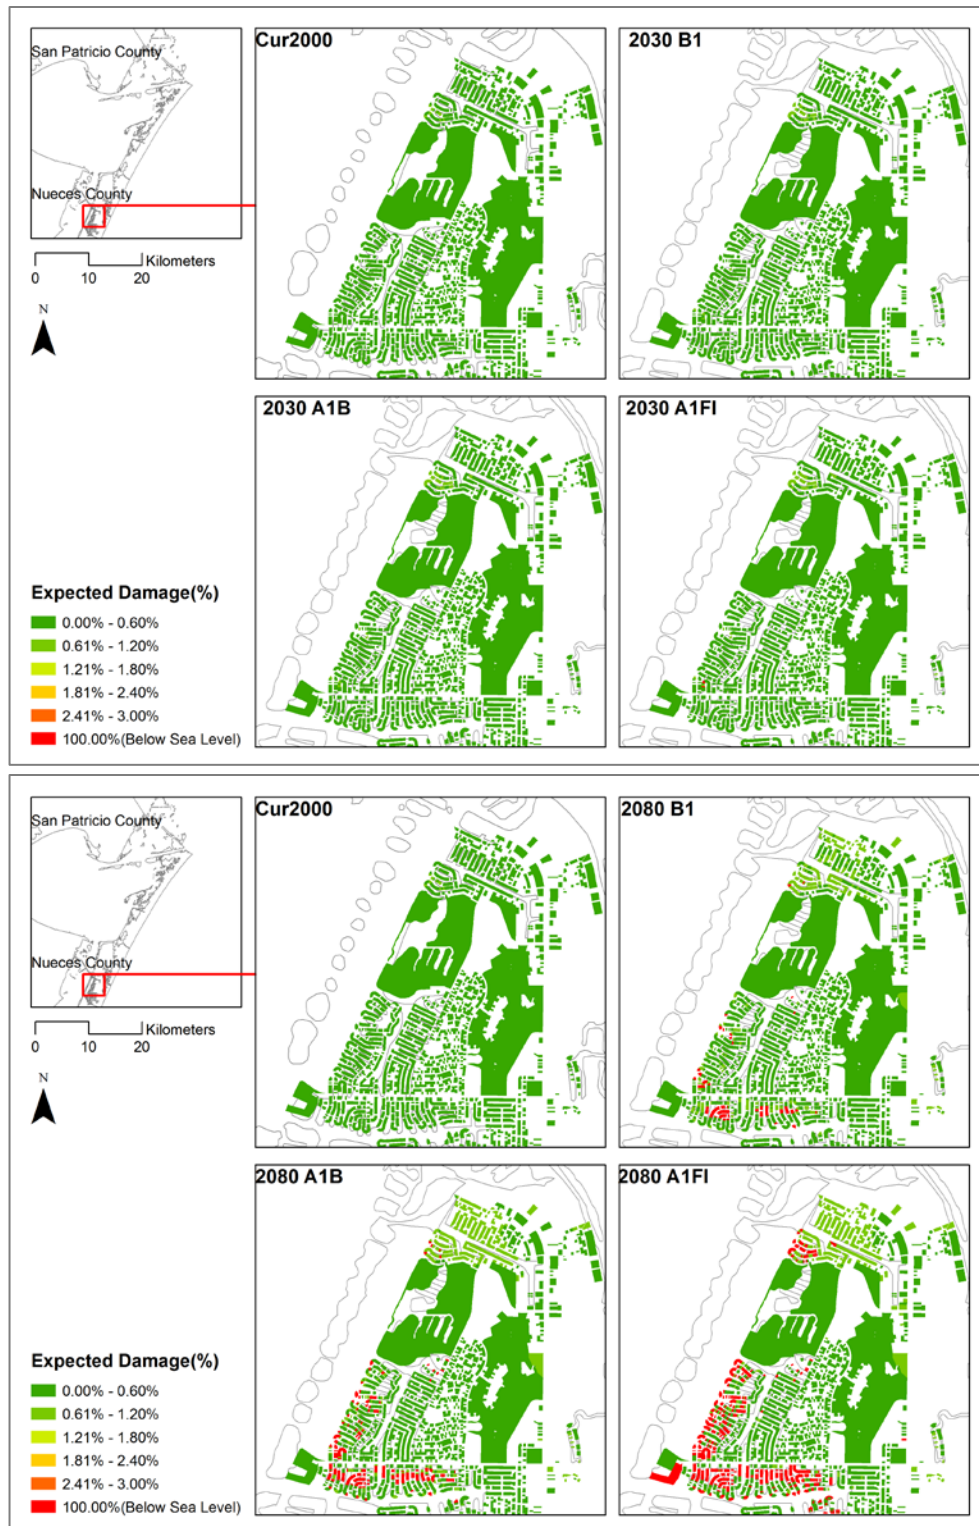 San Patricio County
Nueces County
0 10 20
Kilometers
N
Cur2000
2030 B1
2030 A1B
2030 A1FI
Expected Damage(%)
0.00% - 0.60%
0.61% - 1.20%
1.21% - 1.80%
1.81% - 2.40%
2.41% - 3.00%
100.00%(Below Sea Level)
San Patricio County
Nueces County
0 10 20
Kilometers
N
Cur2000
2080 B1
2080 A1B
2080 A1FI
Expected Damage(%)
0.00% - 0.60%
0.61% - 1.20%
1.21% - 1.80%
1.81% - 2.40%
2.41% - 3.00%
100.00%(Below Sea Level)